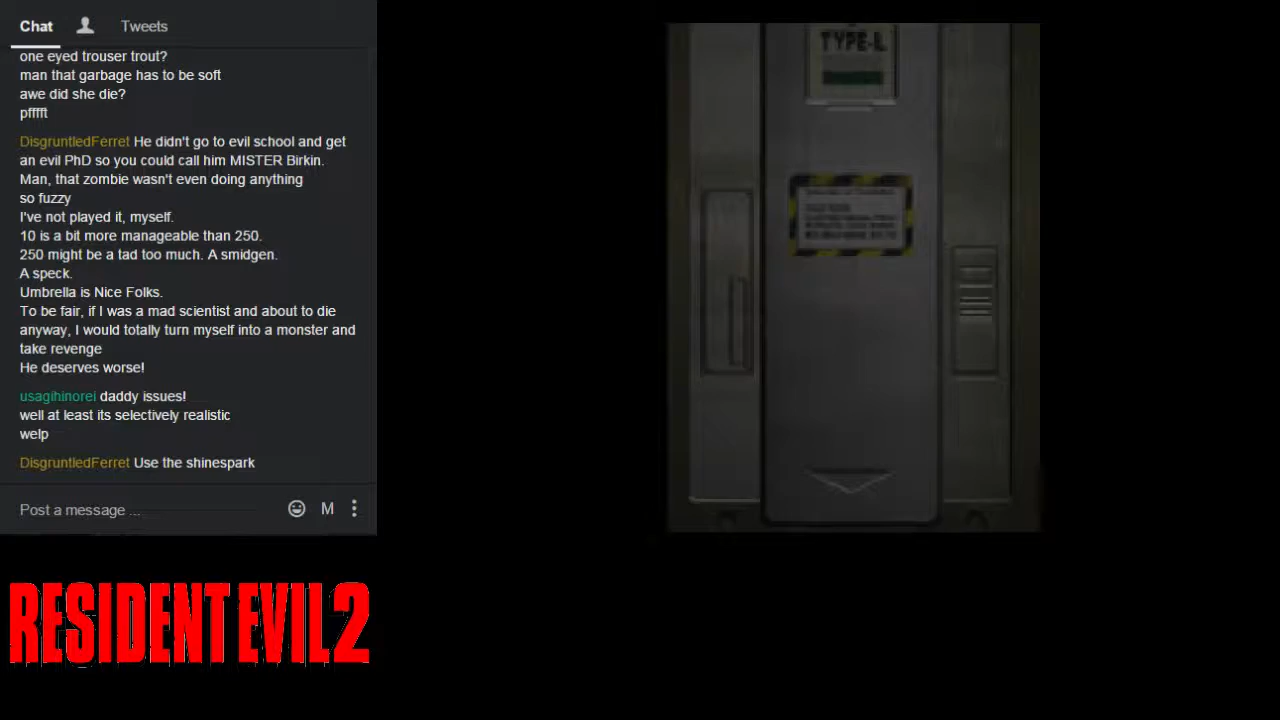 Chat
Tweets
one eyed trouser trout?
man that garbage has to be soft
awe did she die?
pfffft
DisgruntledFerret He didn't go to evil school and get
an evil PhD so you could call him MISTER Birkin.
Man, that zombie wasn't even doing anything
so fuzzy
I've not played it, myself.
10 is a bit more manageable than 250.
250 might be a tad too much. A smidgen.
A speck.
Umbrella is Nice Folks.
To be fair, if I was a mad scientist and about to die
anyway, I would totally turn myself into a monster and
take revenge
He deserves worse!
usagihinorei daddy issues!
well at least its selectively realistic
welp
DisgruntledFerret Use the shinespark
Post a message ...
M
RESIDENT EVIL 2
TYPE-L